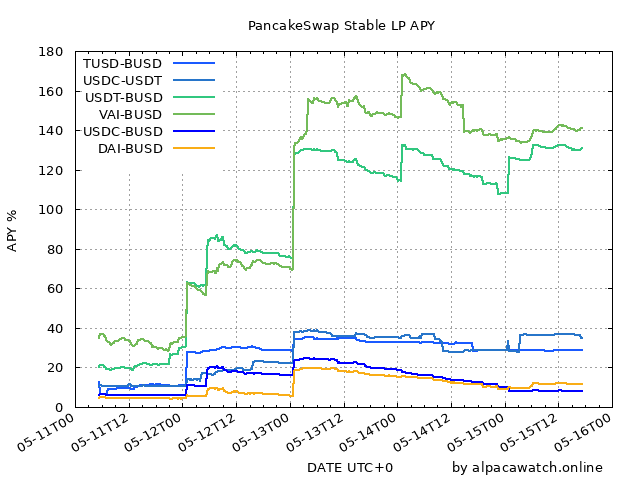 PancakeSwap Stable LP APY
TUSD-BUSD
USDC-USDT
USDT-BUSD
VAI-BUSD
USDC-BUSD
DAI-BUSD
APY %
180
160
140
120
100
80
60
40
20
0
05-11T00
05-11T12
05-12T00
05-12T12
05-13T00
05-13T12
05-14T00
05-14T12
05-15T00
05-15T12
05-16T00
DATE UTC+0
by alpacawatch.online